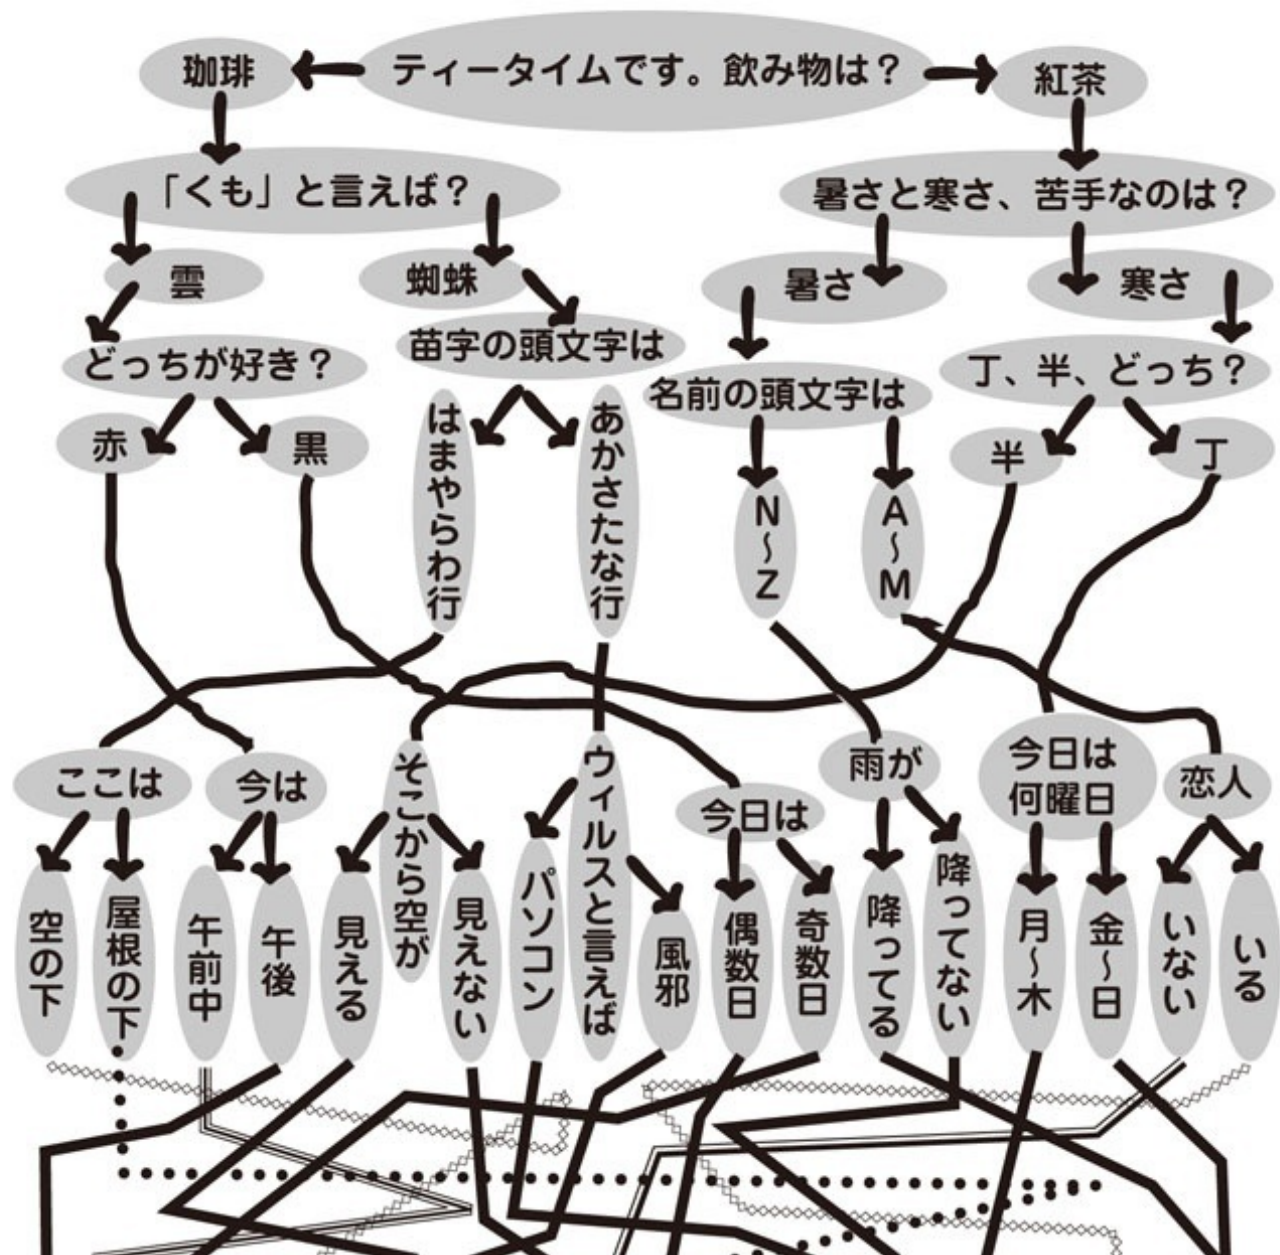 ティータイムです。飲み物は？
珈琲
紅茶
「くも」と言えば？
暑さと寒さ、苦手なのは？
雲
蜘蛛
暑さ
寒さ
どっちが好き？
苗字の頭文字は
名前の頭文字は
丁、半、どっち？
赤
黒
はまやらわ行
あかさたな行
N～Z
A～M
半
丁
ここは
今は
そこから空が
ウィルスと言えば
今日は
雨が
今日は
何曜日
恋人
空の下
屋根の下
午前中
午後
見える
見えない
パソコン
風邪
偶数日
奇数日
降ってる
降ってない
月～木
金～日
いない
いる